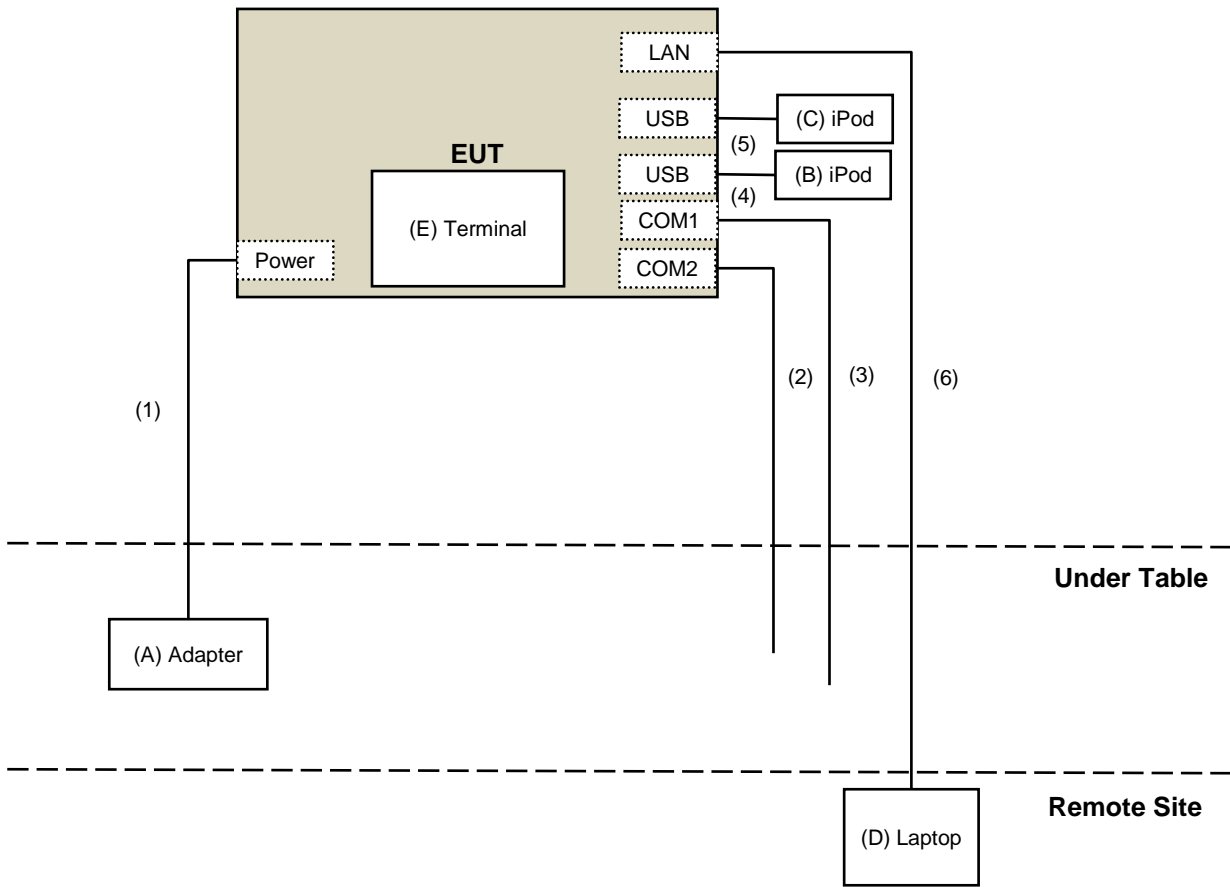 LAN
USB
(C) iPod
(5)
EUT
USB
(B) iPod
(4)
(E) Terminal
COM1
Power
COM2
(1)
(2)
(3)
(6)
Under Table
(A) Adapter
Remote Site
(D) Laptop